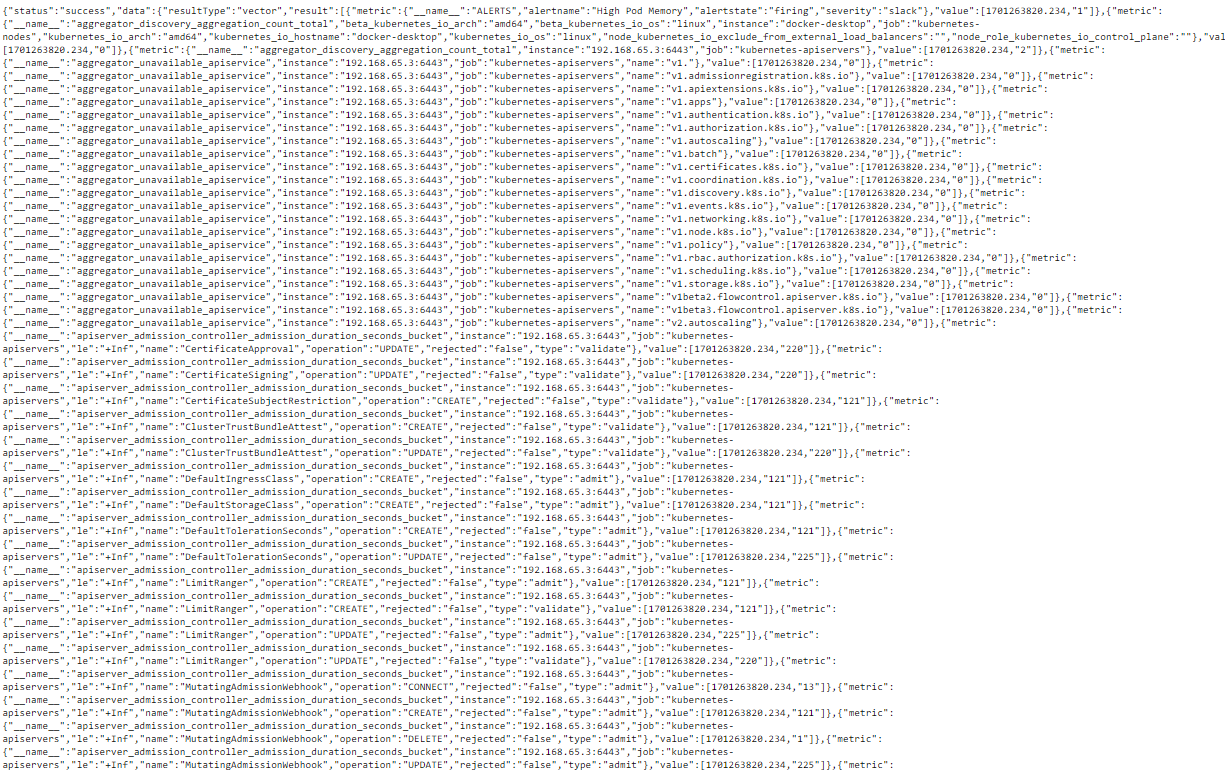 {"status":"success","data":{"resultType":"vector","result":[{"metric":{"__name__":"ALERTS","alertname":"High Pod Memory","alertstate":"firing","severity":"slack"},"value":[1701263820.234,"1"]},{"metric":
{"__name__":"aggregator_discovery_aggregation_count_total","beta_kubernetes_io_arch":"amd64","beta_kubernetes_io_os":"linux","instance":"docker-desktop","job":"kubernetes-
nodes","kubernetes_io_arch":"amd64","kubernetes_io_hostname":"docker-desktop","kubernetes_io_os":"linux","node_kubernetes_io_exclude_from_external_load_balancers":"","node_role_kubernetes_io_control_plane":""},"val
[1701263820.234,"0"]},{"metric":{"__name__":"aggregator_discovery_aggregation_count_total","instance":"192.168.65.3:6443","job":"kubernetes-apiservers"},"value":[1701263820.234,"2"]},{"metric":
{"__name__":"aggregator_unavailable_apiservice","instance":"192.168.65.3:6443","job":"kubernetes-apiservers","name":"v1."},"value":[1701263820.234,"0"]},{"metric":
{"__name__":"aggregator_unavailable_apiservice","instance":"192.168.65.3:6443","job":"kubernetes-apiservers","name":"v1.admissionregistration.k8s.io"},"value":[1701263820.234,"0"]},{"metric":
{"__name__":"aggregator_unavailable_apiservice","instance":"192.168.65.3:6443","job":"kubernetes-apiservers","name":"v1.apiextensions.k8s.io"},"value":[1701263820.234,"0"]},{"metric":
{"__name__":"aggregator_unavailable_apiservice","instance":"192.168.65.3:6443","job":"kubernetes-apiservers","name":"v1.apps"},"value":[1701263820.234,"0"]},{"metric":
{"__name__":"aggregator_unavailable_apiservice","instance":"192.168.65.3:6443","job":"kubernetes-apiservers","name":"v1.authentication.k8s.io"},"value":[1701263820.234,"0"]},{"metric":
{"__name__":"aggregator_unavailable_apiservice","instance":"192.168.65.3:6443","job":"kubernetes-apiservers","name":"v1.authorization.k8s.io"},"value":[1701263820.234,"0"]},{"metric":
{"__name__":"aggregator_unavailable_apiservice","instance":"192.168.65.3:6443","job":"kubernetes-apiservers","name":"v1.autoscaling"},"value":[1701263820.234,"0"]},{"metric":
{"__name__":"aggregator_unavailable_apiservice","instance":"192.168.65.3:6443","job":"kubernetes-apiservers","name":"v1.batch"},"value":[1701263820.234,"0"]},{"metric":
{"__name__":"aggregator_unavailable_apiservice","instance":"192.168.65.3:6443","job":"kubernetes-apiservers","name":"v1.certificates.k8s.io"},"value":[1701263820.234,"0"]},{"metric":
{"__name__":"aggregator_unavailable_apiservice","instance":"192.168.65.3:6443","job":"kubernetes-apiservers","name":"v1.coordination.k8s.io"},"value":[1701263820.234,"0"]},{"metric":
{"__name__":"aggregator_unavailable_apiservice","instance":"192.168.65.3:6443","job":"kubernetes-apiservers","name":"v1.discovery.k8s.io"},"value":[1701263820.234,"0"]},{"metric":
{"__name__":"aggregator_unavailable_apiservice","instance":"192.168.65.3:6443","job":"kubernetes-apiservers","name":"v1.events.k8s.io"},"value":[1701263820.234,"0"]},{"metric":
{"__name__":"aggregator_unavailable_apiservice","instance":"192.168.65.3:6443","job":"kubernetes-apiservers","name":"v1.networking.k8s.io"},"value":[1701263820.234,"0"]},{"metric":
{"__name__":"aggregator_unavailable_apiservice","instance":"192.168.65.3:6443","job":"kubernetes-apiservers","name":"v1.node.k8s.io"},"value":[1701263820.234,"0"]},{"metric":
{"__name__":"aggregator_unavailable_apiservice","instance":"192.168.65.3:6443","job":"kubernetes-apiservers","name":"v1.policy"},"value":[1701263820.234,"0"]},{"metric":
{"__name__":"aggregator_unavailable_apiservice","instance":"192.168.65.3:6443","job":"kubernetes-apiservers","name":"v1.rbac.authorization.k8s.io"},"value":[1701263820.234,"0"]},{"metric":
{"__name__":"aggregator_unavailable_apiservice","instance":"192.168.65.3:6443","job":"kubernetes-apiservers","name":"v1.scheduling.k8s.io"},"value":[1701263820.234,"0"]},{"metric":
{"__name__":"aggregator_unavailable_apiservice","instance":"192.168.65.3:6443","job":"kubernetes-apiservers","name":"v1.storage.k8s.io"},"value":[1701263820.234,"0"]},{"metric":
{"__name__":"aggregator_unavailable_apiservice","instance":"192.168.65.3:6443","job":"kubernetes-apiservers","name":"v1beta2.flowcontrol.apiserver.k8s.io"},"value":[1701263820.234,"0"]},{"metric":
{"__name__":"aggregator_unavailable_apiservice","instance":"192.168.65.3:6443","job":"kubernetes-apiservers","name":"v1beta3.flowcontrol.apiserver.k8s.io"},"value":[1701263820.234,"0"]},{"metric":
{"__name__":"aggregator_unavailable_apiservice","instance":"192.168.65.3:6443","job":"kubernetes-apiservers","name":"v2.autoscaling"},"value":[1701263820.234,"0"]},{"metric":
{"__name__":"apiserver_admission_controller_admission_duration_seconds_bucket","instance":"192.168.65.3:6443","job":"kubernetes-
apiservers","le":"+Inf","name":"CertificateApproval","operation":"UPDATE","rejected":"false","type":"validate"},"value":[1701263820.234,"220"]},{"metric":
{"__name__":"apiserver_admission_controller_admission_duration_seconds_bucket","instance":"192.168.65.3:6443","job":"kubernetes-
apiservers","le":"+Inf","name":"CertificateSigning","operation":"UPDATE","rejected":"false","type":"validate"},"value":[1701263820.234,"220"]},{"metric":
{"__name__":"apiserver_admission_controller_admission_duration_seconds_bucket","instance":"192.168.65.3:6443","job":"kubernetes-
apiservers","le":"+Inf","name":"CertificateSubjectRestriction","operation":"CREATE","rejected":"false","type":"validate"},"value":[1701263820.234,"121"]},{"metric":
{"__name__":"apiserver_admission_controller_admission_duration_seconds_bucket","instance":"192.168.65.3:6443","job":"kubernetes-
apiservers","le":"+Inf","name":"ClusterTrustBundleAttest","operation":"CREATE","rejected":"false","type":"validate"},"value":[1701263820.234,"121"]},{"metric":
{"__name__":"apiserver_admission_controller_admission_duration_seconds_bucket","instance":"192.168.65.3:6443","job":"kubernetes-
apiservers","le":"+Inf","name":"ClusterTrustBundleAttest","operation":"UPDATE","rejected":"false","type":"validate"},"value":[1701263820.234,"220"]},{"metric":
{"__name__":"apiserver_admission_controller_admission_duration_seconds_bucket","instance":"192.168.65.3:6443","job":"kubernetes-
apiservers","le":"+Inf","name":"DefaultIngressClass","operation":"CREATE","rejected":"false","type":"admit"},"value":[1701263820.234,"121"]},{"metric":
{"__name__":"apiserver_admission_controller_admission_duration_seconds_bucket","instance":"192.168.65.3:6443","job":"kubernetes-
apiservers","le":"+Inf","name":"DefaultStorageClass","operation":"CREATE","rejected":"false","type":"admit"},"value":[1701263820.234,"121"]},{"metric":
{"__name__":"apiserver_admission_controller_admission_duration_seconds_bucket","instance":"192.168.65.3:6443","job":"kubernetes-
apiservers","le":"+Inf","name":"DefaultTolerationSeconds","operation":"CREATE","rejected":"false","type":"admit"},"value":[1701263820.234,"121"]},{"metric":
{"__name__":"apiserver_admission_controller_admission_duration_seconds_bucket","instance":"192.168.65.3:6443","job":"kubernetes-
apiservers","le":"+Inf","name":"DefaultTolerationSeconds","operation":"UPDATE","rejected":"false","type":"admit"},"value":[1701263820.234,"225"]},{"metric":
{"__name__":"apiserver_admission_controller_admission_duration_seconds_bucket","instance":"192.168.65.3:6443","job":"kubernetes-
apiservers","le":"+Inf","name":"LimitRanger","operation":"CREATE","rejected":"false","type":"admit"},"value":[1701263820.234,"121"]},{"metric":
{"__name__":"apiserver_admission_controller_admission_duration_seconds_bucket","instance":"192.168.65.3:6443","job":"kubernetes-
apiservers","le":"+Inf","name":"LimitRanger","operation":"CREATE","rejected":"false","type":"validate"},"value":[1701263820.234,"121"]},{"metric":
{"__name__":"apiserver_admission_controller_admission_duration_seconds_bucket","instance":"192.168.65.3:6443","job":"kubernetes-
apiservers","le":"+Inf","name":"LimitRanger","operation":"UPDATE","rejected":"false","type":"admit"},"value":[1701263820.234,"225"]},{"metric":
{"__name__":"apiserver_admission_controller_admission_duration_seconds_bucket","instance":"192.168.65.3:6443","job":"kubernetes-
apiservers","le":"+Inf","name":"LimitRanger","operation":"UPDATE","rejected":"false","type":"validate"},"value":[1701263820.234,"220"]},{"metric":
{"__name__":"apiserver_admission_controller_admission_duration_seconds_bucket","instance":"192.168.65.3:6443","job":"kubernetes-
apiservers","le":"+Inf","name":"MutatingAdmissionWebhook","operation":"CONNECT","rejected":"false","type":"admit"},"value":[1701263820.234,"13"]},{"metric":
{"__name__":"apiserver_admission_controller_admission_duration_seconds_bucket","instance":"192.168.65.3:6443","job":"kubernetes-
apiservers","le":"+Inf","name":"MutatingAdmissionWebhook","operation":"CREATE","rejected":"false","type":"admit"},"value":[1701263820.234,"121"]},{"metric":
{"__name__":"apiserver_admission_controller_admission_duration_seconds_bucket","instance":"192.168.65.3:6443","job":"kubernetes-
apiservers","le":"+Inf","name":"MutatingAdmissionWebhook","operation":"DELETE","rejected":"false","type":"admit"},"value":[1701263820.234,"1"]},{"metric":
{"__name__":"apiserver_admission_controller_admission_duration_seconds_bucket","instance":"192.168.65.3:6443","job":"kubernetes-
apiservers","le":"+Inf","name":"MutatingAdmissionWebhook","operation":"UPDATE","rejected":"false","type":"admit"},"value":[1701263820.234,"225"]},{"metric":